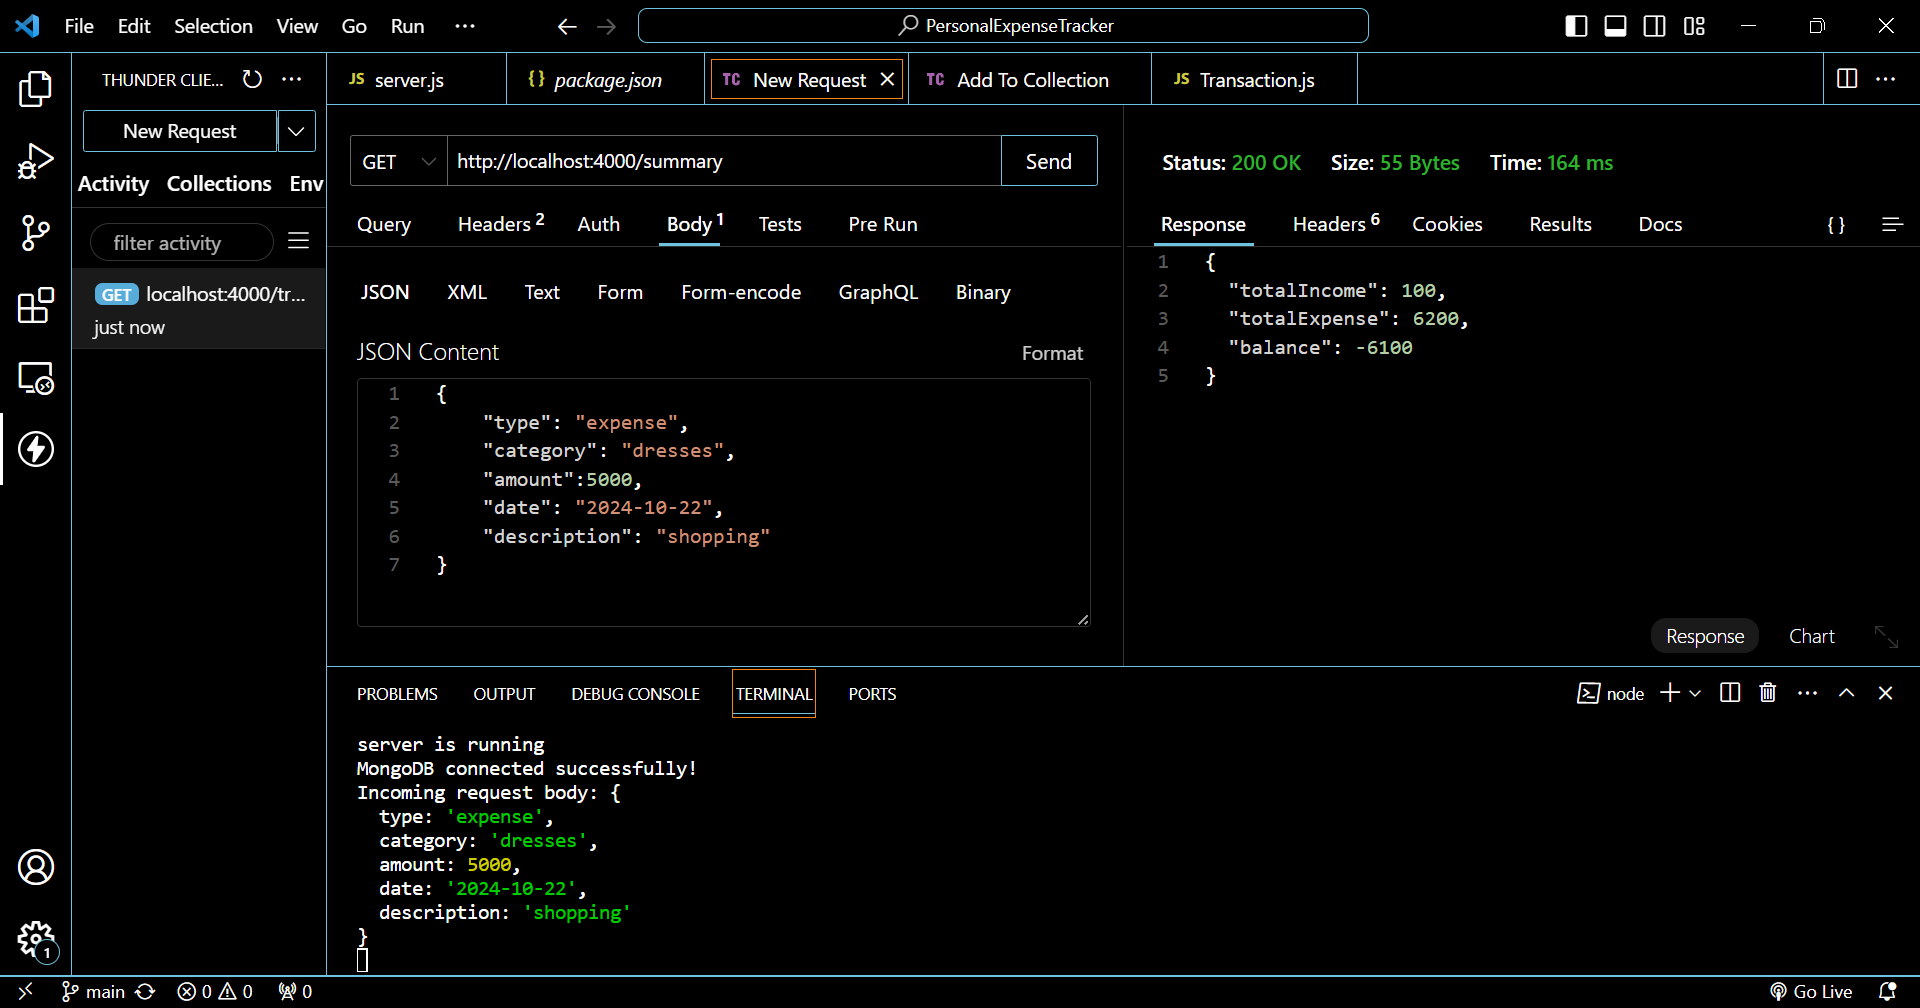 File Edit Selection View Go Run ··· PersonalExpenseTracker
THUNDER CLIE... ···
New Request
Activity Collections Env
filter activity
GET localhost:4000/tr...
just now
JS server.js {} package.json TC New Request TC Add To Collection JS Transaction.js ···
GET http://localhost:4000/summary Send
Query Headers 2 Auth Body 1 Tests Pre Run
JSON XML Text Form Form-encode GraphQL Binary
JSON Content Format
1 {
2 "type": "expense",
3 "category": "dresses",
4 "amount":5000,
5 "date": "2024-10-22",
6 "description": "shopping"
7 }
Status: 200 OK Size: 55 Bytes Time: 164 ms
Response Headers 6 Cookies Results Docs {}
1 {
2 "totalIncome": 100,
3 "totalExpense": 6200,
4 "balance": -6100
5 }
Response Chart
PROBLEMS OUTPUT DEBUG CONSOLE TERMINAL PORTS node ···
server is running
MongoDB connected successfully!
Incoming request body: {
type: 'expense',
category: 'dresses',
amount: 5000,
date: '2024-10-22',
description: 'shopping'
}
1
main 0 0 0 Go Live